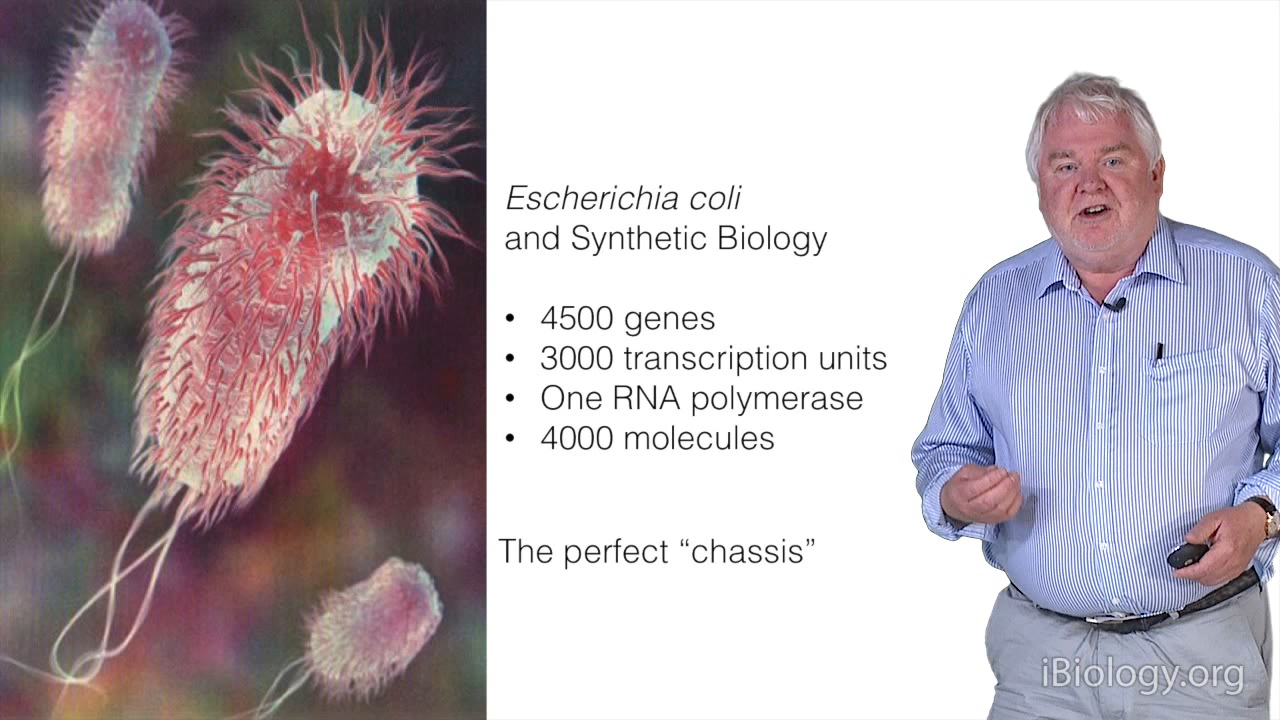 Escherichia coli
and Synthetic Biology
• 4500 genes
• 3000 transcription units
• One RNA polymerase
• 4000 molecules
The perfect “chassis”
iBiology.org